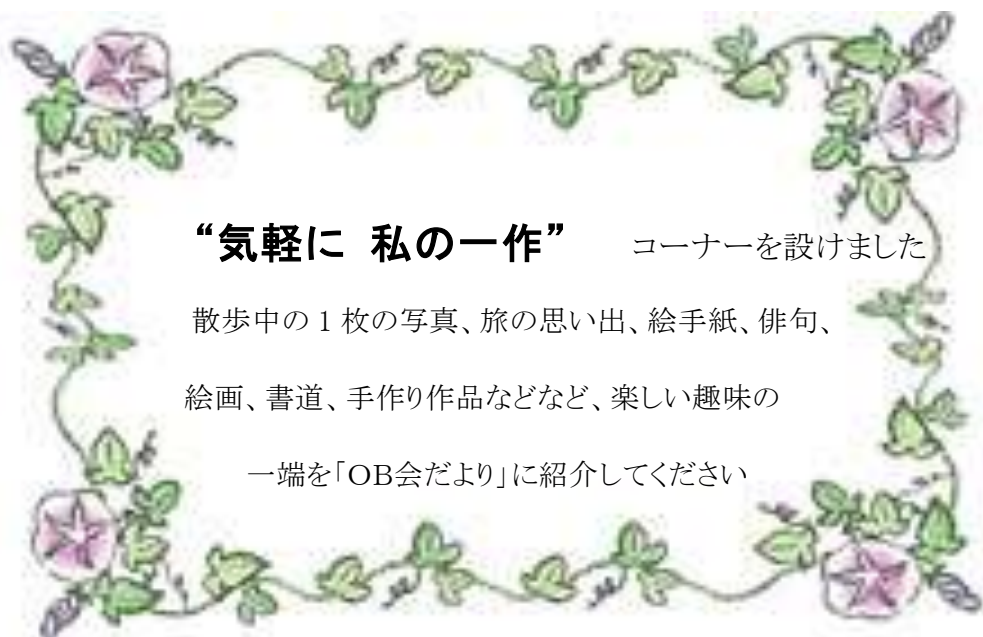 “気軽に 私の一作” コーナーを設けました
散歩中の1枚の写真、旅の思い出、絵手紙、俳句、
絵画、書道、手作り作品などなど、楽しい趣味の
一端を「OB会だより」に紹介してください